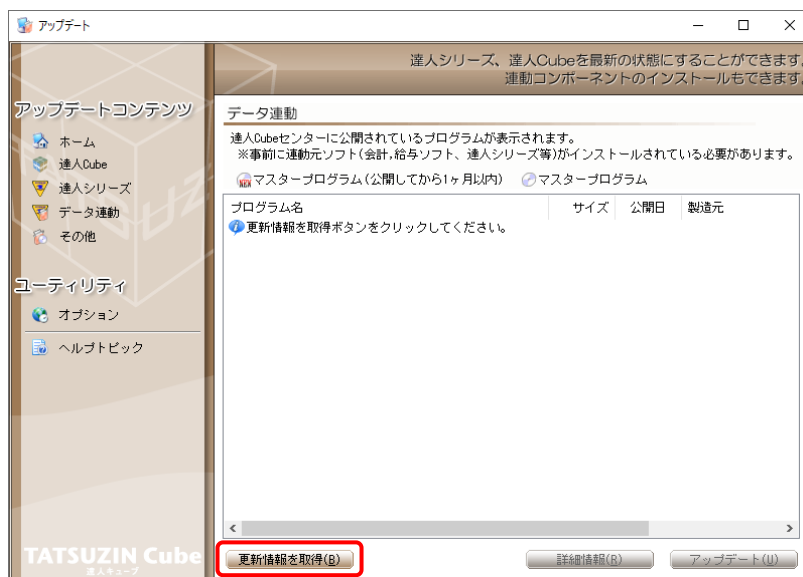 アップデート
達人シリーズ、達人Cubeを最新の状態にすることができます。
連動コンポーネントのインストールもできます。
アップデートコンテンツ
ホーム
達人Cube
達人シリーズ
データ連動
その他
ユーティリティ
オプション
ヘルプトピック
TATSUZIN Cube
達人キューブ
データ連動
達人Cubeセンターに公開されているプログラムが表示されます。
※事前に連動元ソフト(会計,給与ソフト、達人シリーズ等)がインストールされている必要があります。
マスタープログラム(公開してから1ヶ月以内) マスタープログラム
プログラム名 サイズ 公開日 製造元
更新情報を取得ボタンをクリックしてください。
更新情報を取得(B) 詳細情報(R) アップデート(U)